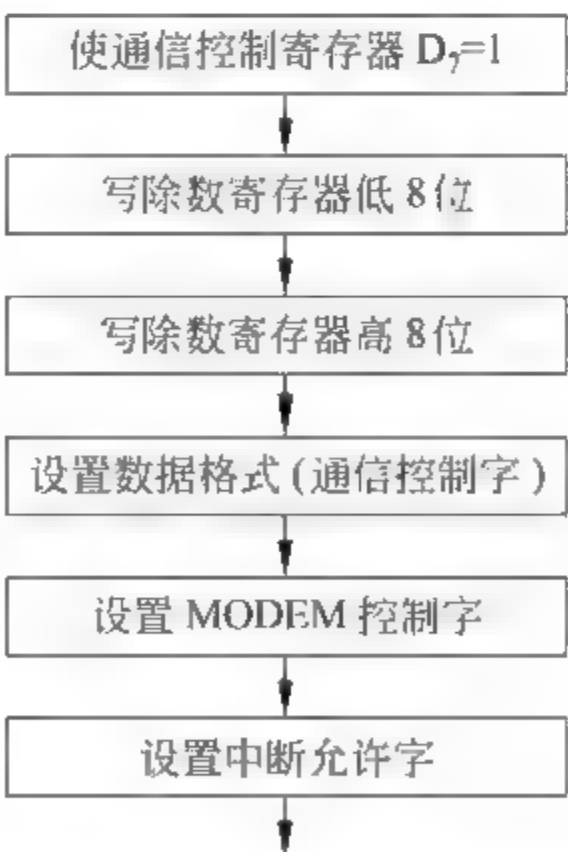 使通信控制寄存器 D₇=1
写除数寄存器低 8 位
写除数寄存器高 8 位
设置数据格式 (通信控制字)
设置 MODEM 控制字
设置中断允许字